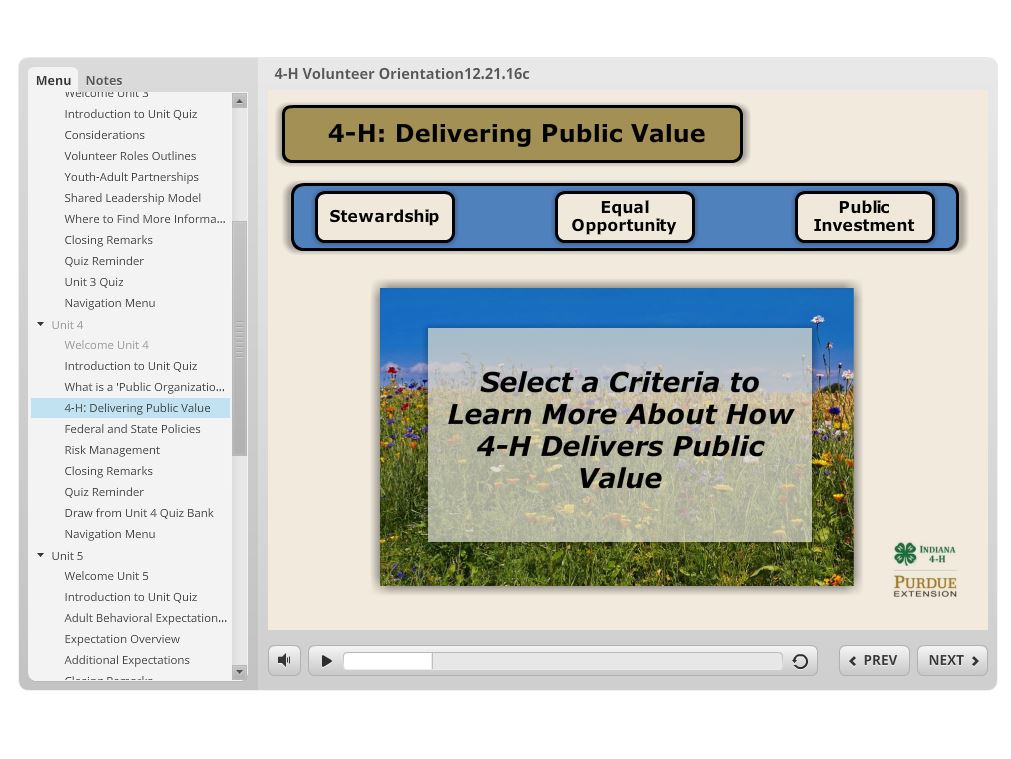 4-H Volunteer Orientation12.21.16c
Menu
Notes
Welcome Unit 3
Introduction to Unit Quiz
Considerations
Volunteer Roles Outlines
Youth-Adult Partnerships
Shared Leadership Model
Where to Find More Informa...
Closing Remarks
Quiz Reminder
Unit 3 Quiz
Navigation Menu
Unit 4
Welcome Unit 4
Introduction to Unit Quiz
What is a 'Public Organizatio...
4-H: Delivering Public Value
Federal and State Policies
Risk Management
Closing Remarks
Quiz Reminder
Draw from Unit 4 Quiz Bank
Navigation Menu
Unit 5
Welcome Unit 5
Introduction to Unit Quiz
Adult Behavioral Expectation...
Expectation Overview
Additional Expectations
Closing Remarks
4-H: Delivering Public Value
Stewardship
Equal
Opportunity
Public
Investment
Select a Criteria to
Learn More About How
4-H Delivers Public
Value
INDIANA
4-H
PURDUE
EXTENSION
PREV
NEXT